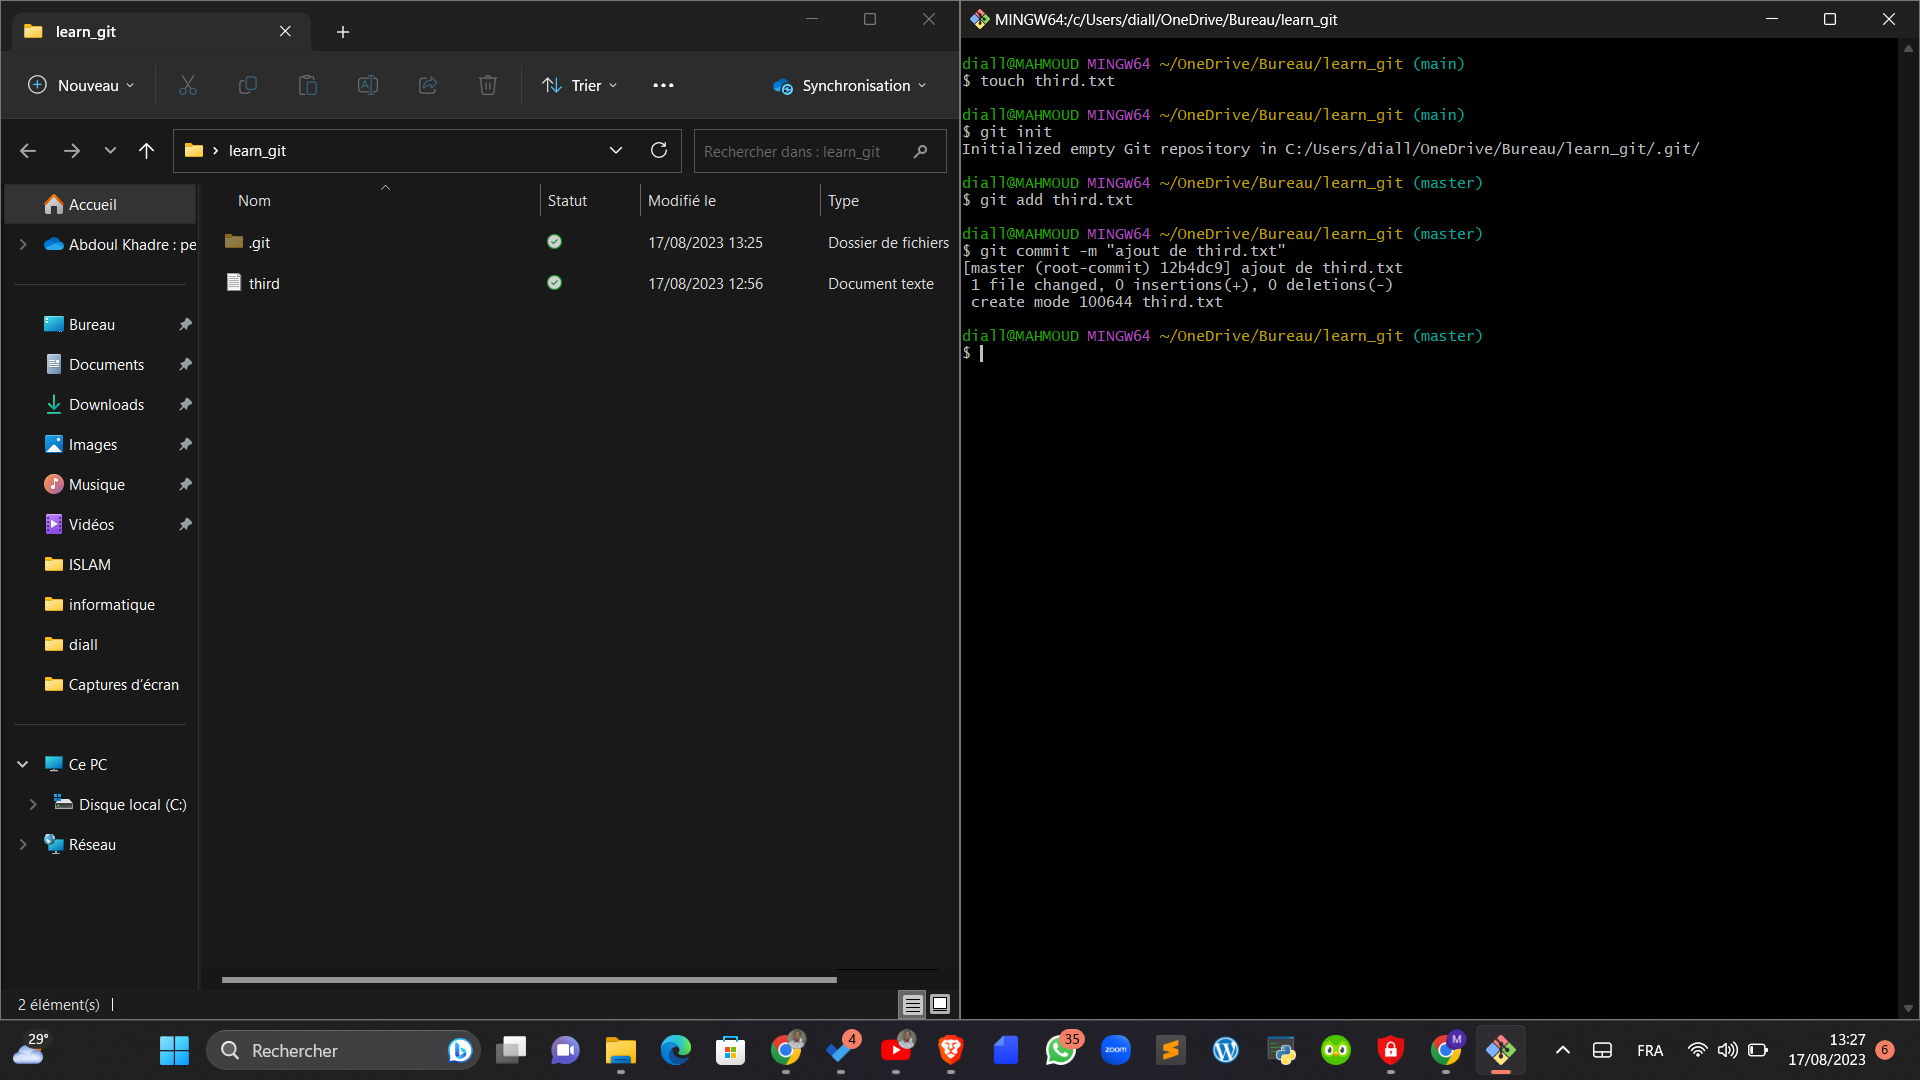 learn_git
Nouveau
Trier
Synchronisation
learn_git
Rechercher dans : learn_git
Nom
Statut
Modifié le
Type
Accueil
Abdoul Khadre : pe
.git
17/08/2023 13:25
Dossier de fichiers
third
17/08/2023 12:56
Document texte
Bureau
Documents
Downloads
Images
Musique
Vidéos
ISLAM
informatique
diall
Captures d'écran
Ce PC
Disque local (C:)
Réseau
2 élément(s)
MINGW64:/c/Users/diall/OneDrive/Bureau/learn_git
diall@MAHMOUD MINGW64 ~/OneDrive/Bureau/learn_git (main)
$ touch third.txt
diall@MAHMOUD MINGW64 ~/OneDrive/Bureau/learn_git (main)
$ git init
Initialized empty Git repository in C:/Users/diall/OneDrive/Bureau/learn_git/.git/
diall@MAHMOUD MINGW64 ~/OneDrive/Bureau/learn_git (master)
$ git add third.txt
diall@MAHMOUD MINGW64 ~/OneDrive/Bureau/learn_git (master)
$ git commit -m "ajout de third.txt"
[master (root-commit) 12b4dc9] ajout de third.txt
1 file changed, 0 insertions(+), 0 deletions(-)
create mode 100644 third.txt
diall@MAHMOUD MINGW64 ~/OneDrive/Bureau/learn_git (master)
$
29°
Rechercher
4
35
zoom
M
FRA
13:27
17/08/2023
6